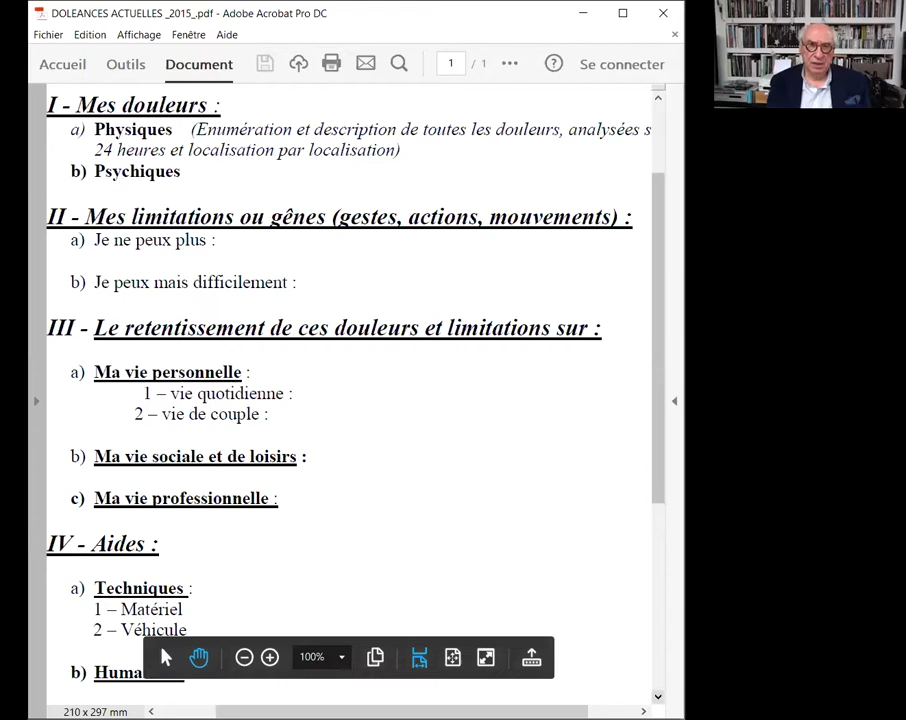 DOLEANCES ACTUELLES _2015_.pdf - Adobe Acrobat Pro DC
Fichier Edition Affichage Fenêtre Aide
Accueil Outils Document 1 / 1 Se connecter
I - Mes douleurs :
a) Physiques (Enumération et description de toutes les douleurs, analysées s
24 heures et localisation par localisation)
b) Psychiques
II - Mes limitations ou gênes (gestes, actions, mouvements) :
a) Je ne peux plus :
b) Je peux mais difficilement :
III - Le retentissement de ces douleurs et limitations sur :
a) Ma vie personnelle :
1 – vie quotidienne :
2 – vie de couple :
b) Ma vie sociale et de loisirs :
c) Ma vie professionnelle :
IV - Aides :
a) Techniques :
1 – Matériel
2 – Véhicule
100%
b) Huma
210 x 297 mm